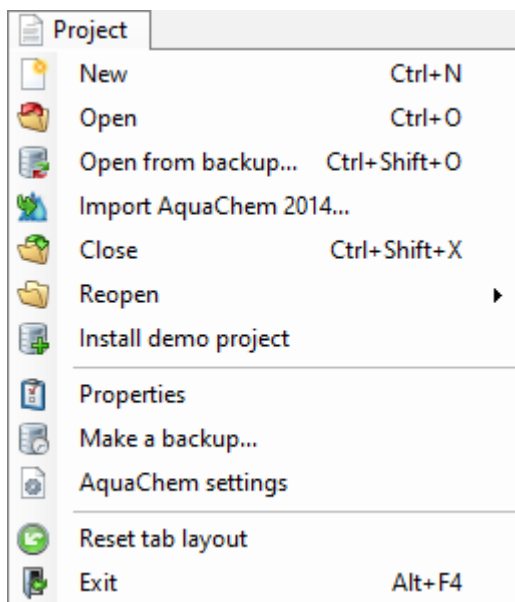 Project
New Ctrl+N
Open Ctrl+O
Open from backup... Ctrl+Shift+O
Import AquaChem 2014...
Close Ctrl+Shift+X
Reopen
Install demo project
Properties
Make a backup...
AquaChem settings
Reset tab layout
Exit Alt+F4